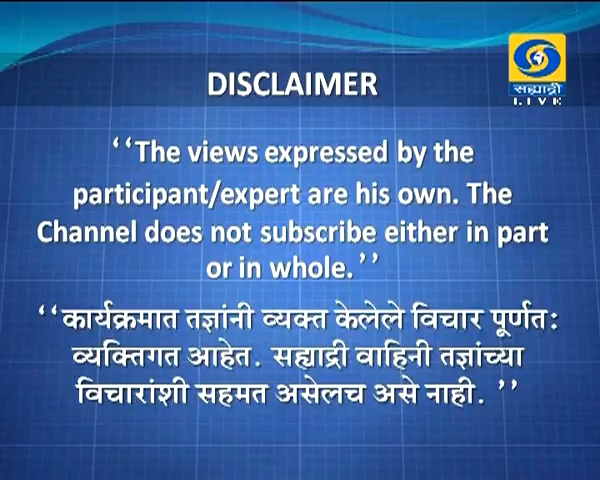 सह्याद्री
LIVE
DISCLAIMER
‘‘The views expressed by the
participant/expert are his own. The
Channel does not subscribe either in part
or in whole.’’
‘‘कार्यक्रमात तज्ञांनी व्यक्त केलेले विचार पूर्णत:
व्यक्तिगत आहेत. सह्याद्री वाहिनी तज्ञांच्या
विचारांशी सहमत असेलच असे नाही. ’’